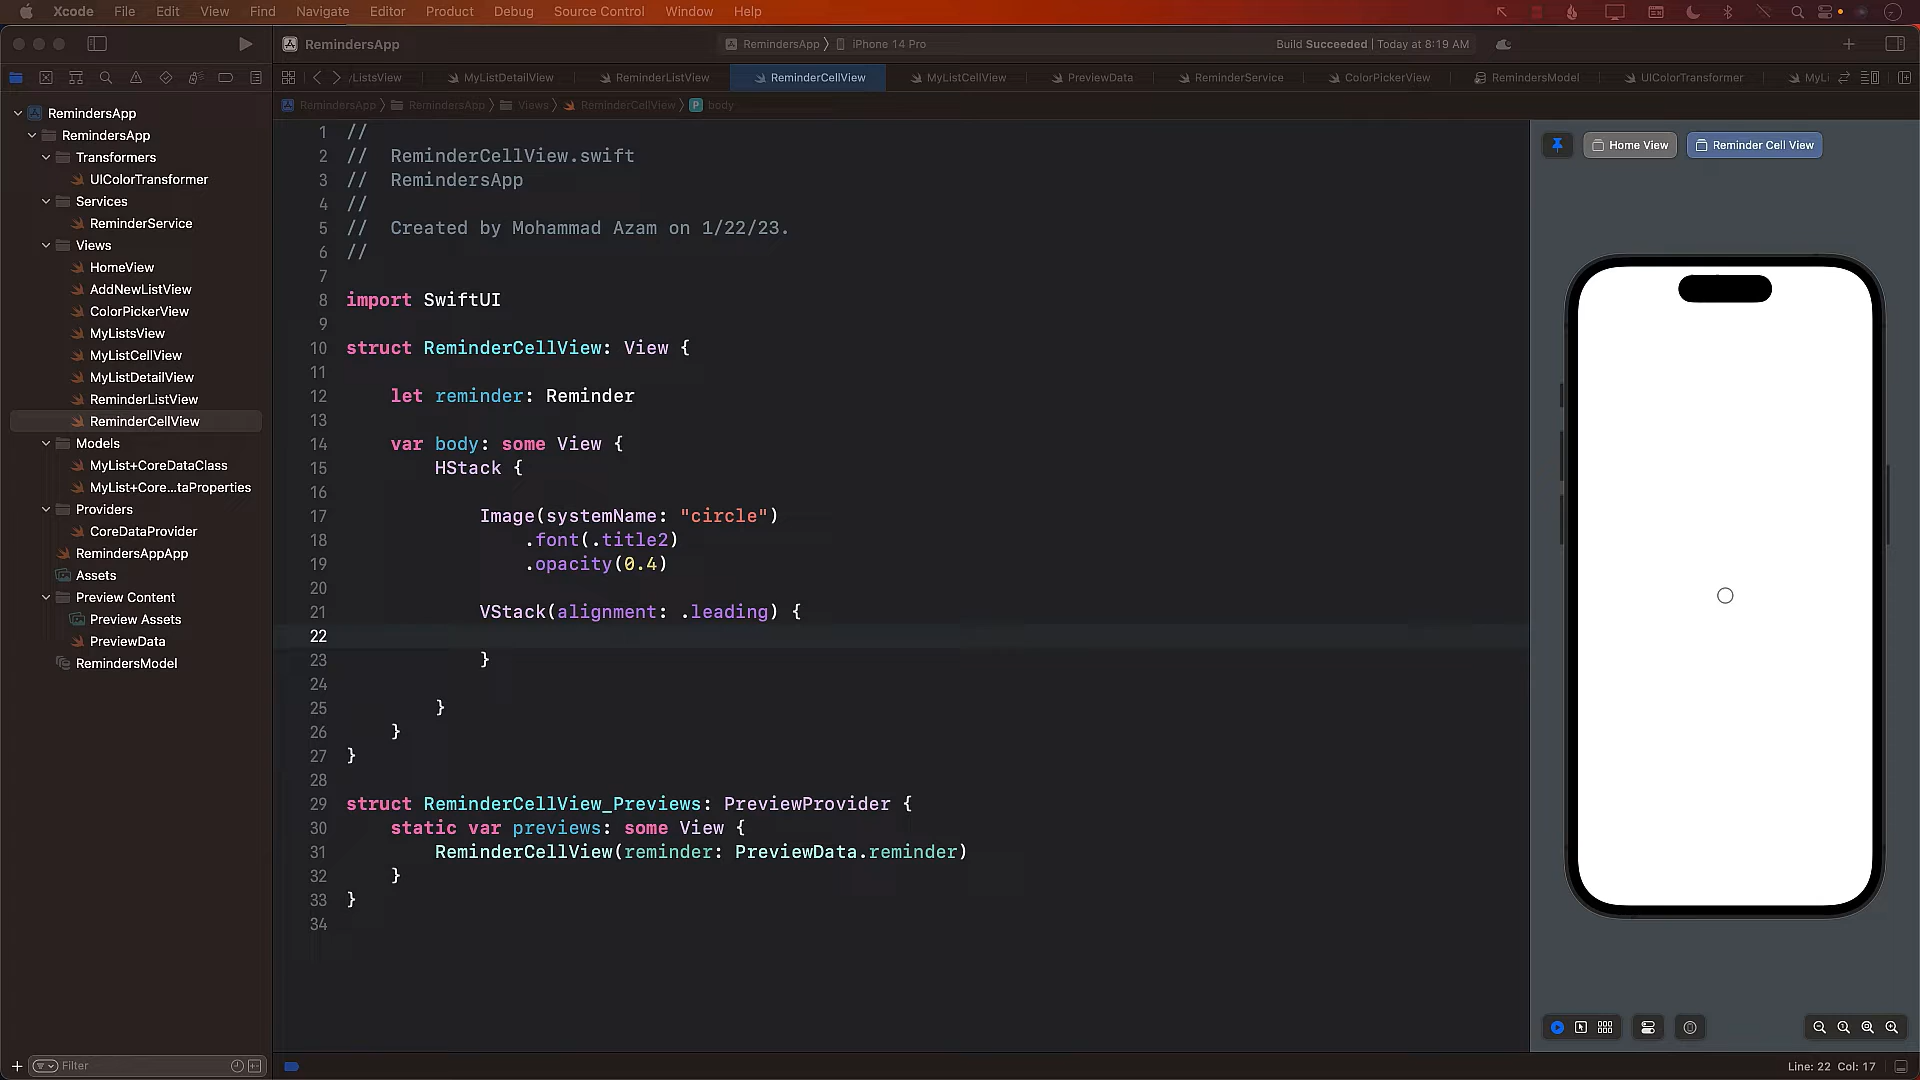 Xcode File Edit View Find Navigate Editor Product Debug Source Control Window Help
RemindersApp RemindersApp iPhone 14 Pro Build Succeeded | Today at 8:19 AM
/ListsView MyListDetailView ReminderListView ReminderCellView MyListCellView PreviewData ReminderService ColorPickerView RemindersModel UIColorTransformer MyLi
RemindersApp RemindersApp Views ReminderCellView body
RemindersApp
RemindersApp
Transformers
UIColorTransformer
Services
ReminderService
Views
HomeView
AddNewListView
ColorPickerView
MyListsView
MyListCellView
MyListDetailView
ReminderListView
ReminderCellView
Models
MyList+CoreDataClass
MyList+Core...taProperties
Providers
CoreDataProvider
RemindersAppApp
Assets
Preview Content
Preview Assets
PreviewData
RemindersModel
Filter
1 //
2 //  ReminderCellView.swift
3 //  RemindersApp
4 //
5 //  Created by Mohammad Azam on 1/22/23.
6 //
7
8 import SwiftUI
9
10 struct ReminderCellView: View {
11
12     let reminder: Reminder
13
14     var body: some View {
15         HStack {
16
17             Image(systemName: "circle")
18                 .font(.title2)
19                 .opacity(0.4)
20
21             VStack(alignment: .leading) {
22
23             }
24
25         }
26     }
27 }
28
29 struct ReminderCellView_Previews: PreviewProvider {
30     static var previews: some View {
31         ReminderCellView(reminder: PreviewData.reminder)
32     }
33 }
34
Home View Reminder Cell View
Line: 22 Col: 17